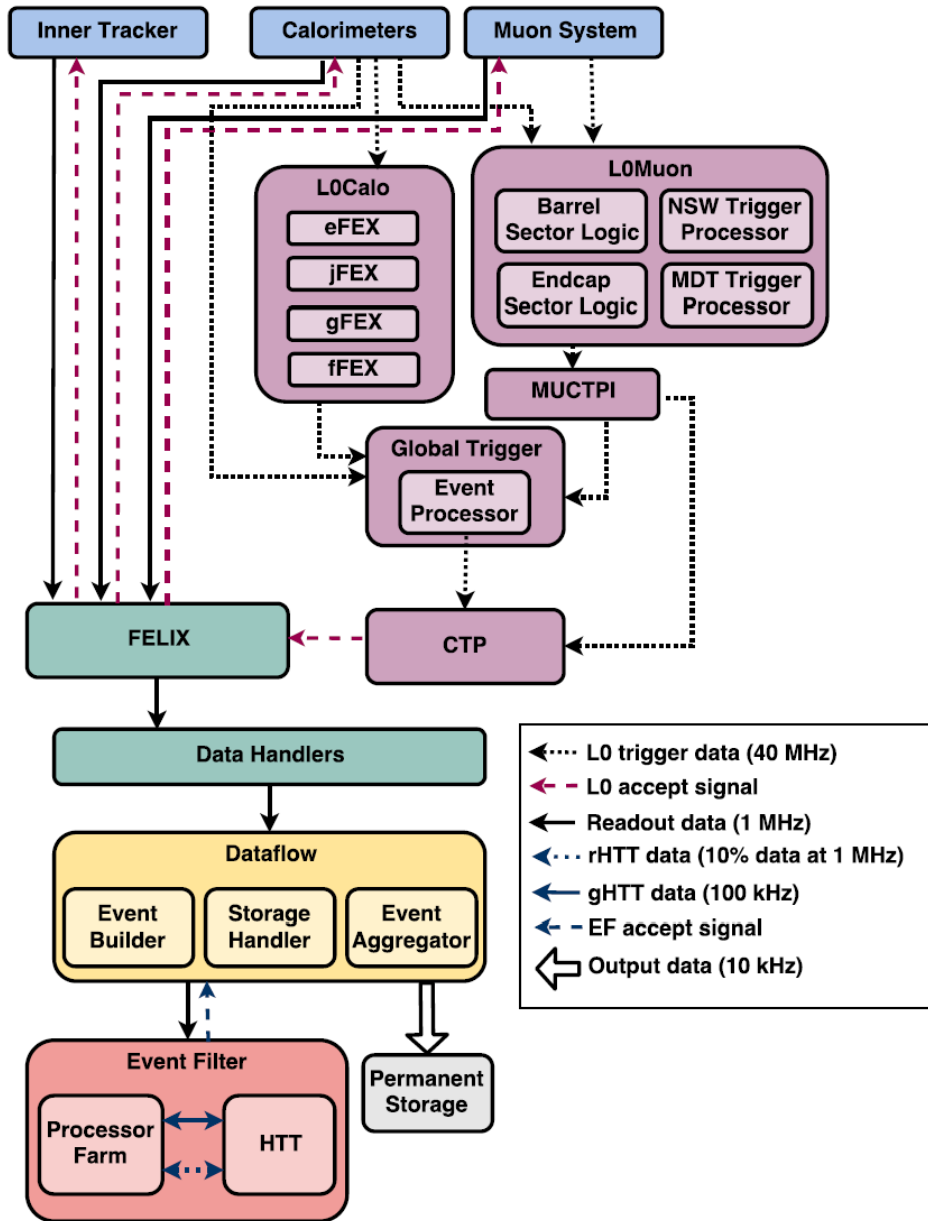 Inner Tracker
Calorimeters
Muon System
L0Calo
eFEX
jFEX
gFEX
fFEX
L0Muon
Barrel
Sector Logic
NSW Trigger
Processor
Endcap
Sector Logic
MDT Trigger
Processor
MUCTPI
Global Trigger
Event
Processor
FELIX
CTP
Data Handlers
Dataflow
Event
Builder
Storage
Handler
Event
Aggregator
Event Filter
Processor
Farm
HTT
Permanent
Storage
L0 trigger data (40 MHz)
L0 accept signal
Readout data (1 MHz)
rHTT data (10% data at 1 MHz)
gHTT data (100 kHz)
EF accept signal
Output data (10 kHz)